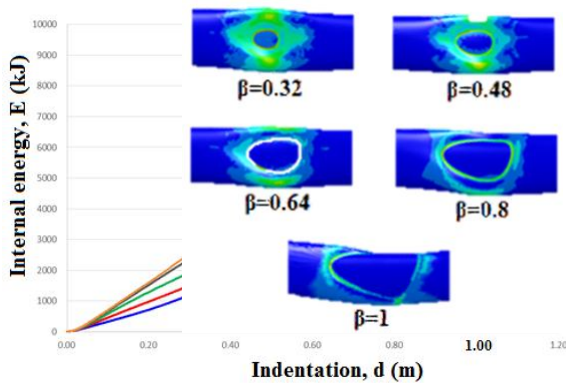 Internal energy, E (kJ)
10000
9000
8000
7000
6000
5000
4000
3000
2000
1000
0
β=0.32
β=0.48
β=0.64
β=0.8
β=1
0.00
0.20
0.40
0.60
0.80
1.00
1.20
Indentation, d (m)